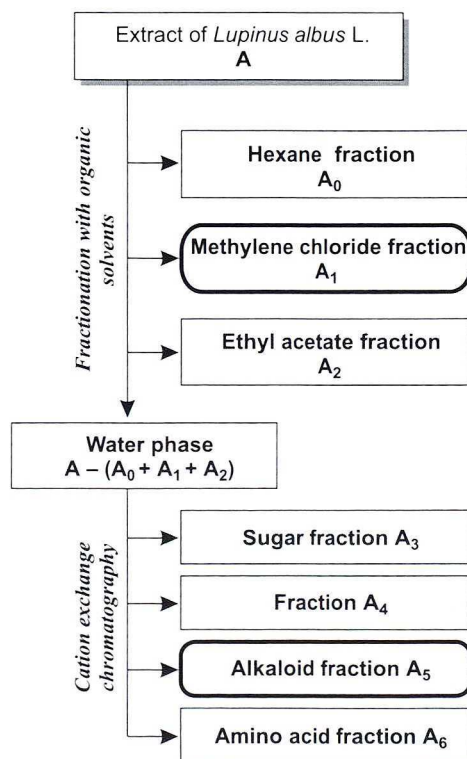 Extract of Lupinus albus L.
A
Fractionation with organic
solvents
Hexane fraction
A₀
Methylene chloride fraction
A₁
Ethyl acetate fraction
A₂
Water phase
A – (A₀ + A₁ + A₂)
Cation exchange
chromatography
Sugar fraction A₃
Fraction A₄
Alkaloid fraction A₅
Amino acid fraction A₆